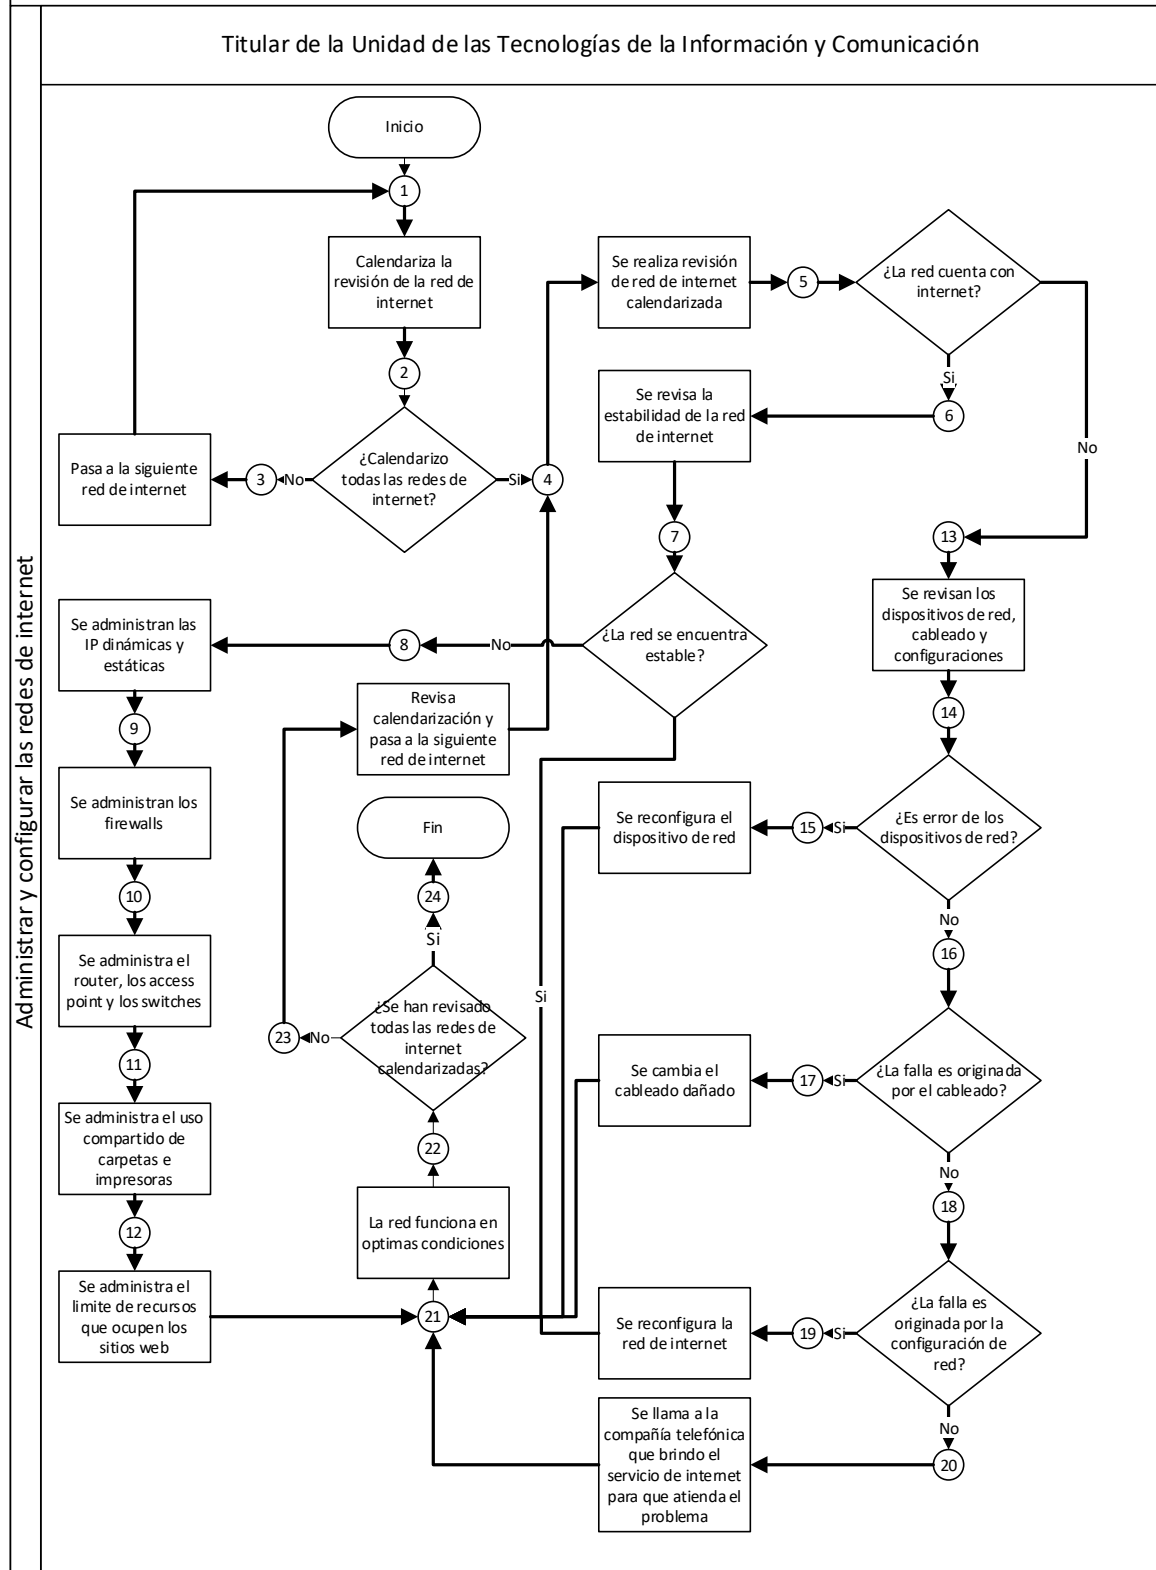 Titular de la Unidad de las Tecnologías de la Información y Comunicación
Administrar y configurar las redes de internet
Inicio
1
Calendariza la
revisión de la red de
internet
2
¿Calendarizo
todas las redes de
internet?
No
3
Pasa a la siguiente
red de internet
Si
4
Se realiza revisión
de red de internet
calendarizada
5
¿La red cuenta con
internet?
Si
6
No
Se revisa la
estabilidad de la red
de internet
7
¿La red se encuentra
estable?
No
8
Si
Se administran las
IP dinámicas y
estáticas
9
Se administran los
firewalls
10
Se administra el
router, los access
point y los switches
11
Se administra el uso
compartido de
carpetas e
impresoras
12
Se administra el
limite de recursos
que ocupen los
sitios web
13
Se revisan los
dispositivos de red,
cableado y
configuraciones
14
¿Es error de los
dispositivos de red?
Si
15
Se reconfigura el
dispositivo de red
No
16
¿La falla es originada
por el cableado?
Si
17
Se cambia el
cableado dañado
No
18
¿La falla es
originada por la
configuración de
red?
Si
19
Se reconfigura la
red de internet
No
20
Se llama a la
compañía telefónica
que brindo el
servicio de internet
para que atienda el
problema
21
La red funciona en
optimas condiciones
22
¿Se han revisado
todas las redes de
internet
calendarizadas?
No
23
Revisa
calendarización y
pasa a la siguiente
red de internet
Si
24
Fin